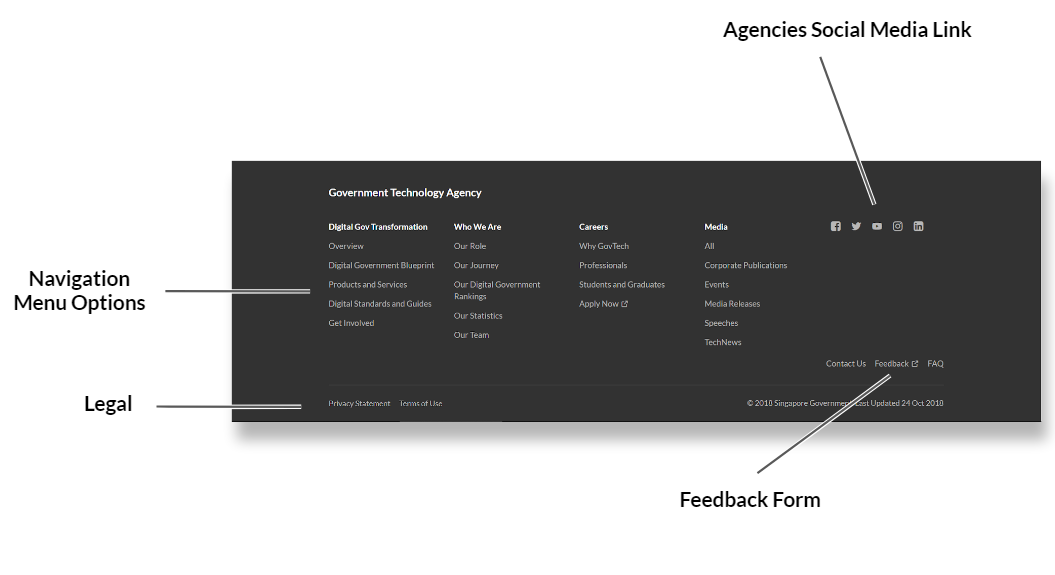 Agencies Social Media Link
Government Technology Agency
Digital Gov Transformation
Overview
Digital Government Blueprint
Products and Services
Digital Standards and Guides
Get Involved
Who We Are
Our Role
Our Journey
Our Digital Government
Rankings
Our Statistics
Our Team
Careers
Why GovTech
Professionals
Students and Graduates
Apply Now
Media
All
Corporate Publications
Events
Media Releases
Speeches
TechNews
Navigation
Menu Options
Contact Us Feedback FAQ
Legal
Privacy Statement Terms of Use
© 2018 Singapore Government Last Updated 24 Oct 2018
Feedback Form